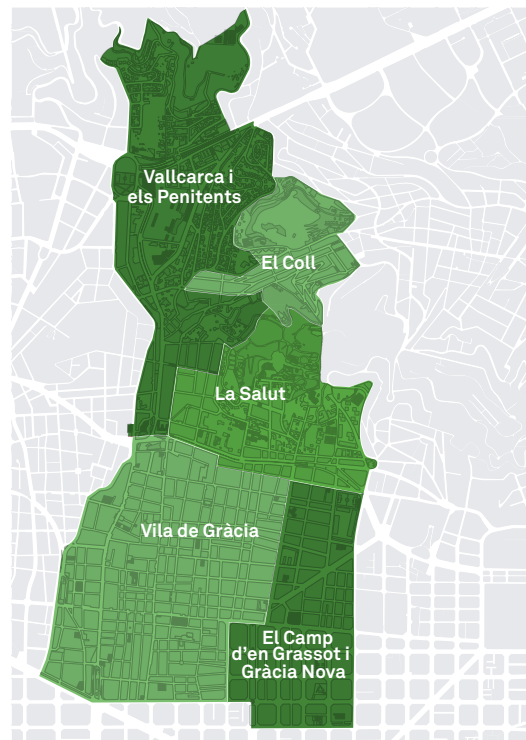 Vallcarca i
els Penitents
El Coll
La Salut
Vila de Gràcia
El Camp
d'en Grassot i
Gràcia Nova